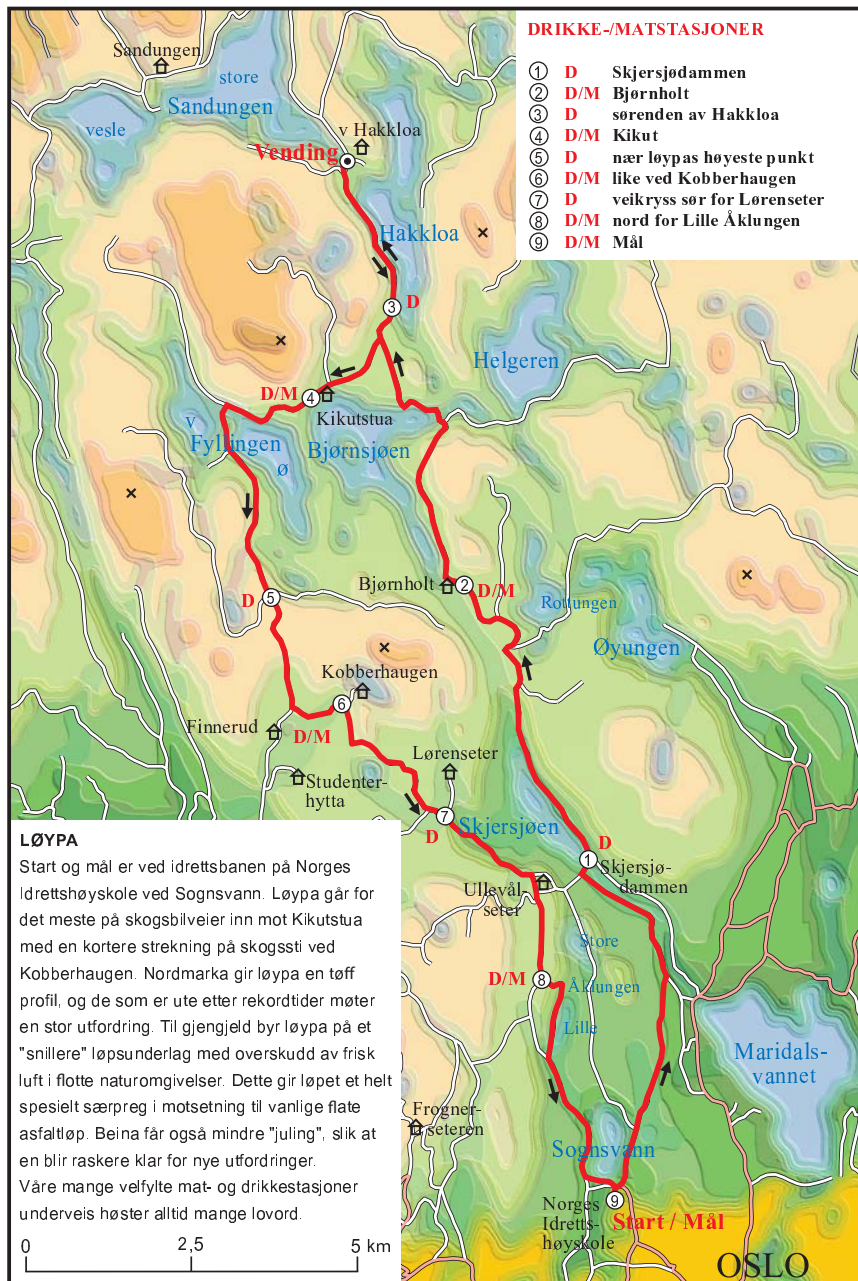 DRIKKE-/MATSTASJONER
1 D Skjersjødammen
2 D/M Bjørnholt
3 D sørenden av Hakkloa
4 D/M Kikut
5 D nær løypas høyeste punkt
6 D/M like ved Kobberhaugen
7 D veikryss sør for Lørenseter
8 D/M nord for Lille Åklungen
9 D/M Mål
Sandungen
store
Sandungen
vesle
v Hakkloa
Vending
Hakkloa
3 D
Helgeren
D/M
4
Kikutstua
v
Fyllingen
ø
Bjørnsjøen
Bjørnholt 2 D/M
D 5
Rottungen
Øyungen
Kobberhaugen
6
Finnerud
D/M
Lørenseter
Studenter-
hytta
7
D
Skjersjøen
D
1
Skjersjø-
dammen
Ullevål-
seter
Store
D/M 8
Åklungen
Lille
Maridals-
vannet
Frogner-
seteren
Sognsvann
9
Norges
Idretts-
høyskole
Start / Mål
OSLO
LØYPA
Start og mål er ved idrettsbanen på Norges
Idrettshøyskole ved Sognsvann. Løypa går for
det meste på skogsbilveier inn mot Kikutstua
med en kortere strekning på skogssti ved
Kobberhaugen. Nordmarka gir løypa en tøff
profil, og de som er ute etter rekordtider møter
en stor utfordring. Til gjengjeld byr løypa på et
"snillere" løpsunderlag med overskudd av frisk
luft i flotte naturomgivelser. Dette gir løpet et helt
spesielt særpreg i motsetning til vanlige flate
asfaltløp. Beina får også mindre "juling", slik at
en blir raskere klar for nye utfordringer.
Våre mange velfylte mat- og drikkestasjoner
underveis høster alltid mange lovord.
0 2,5 5 km